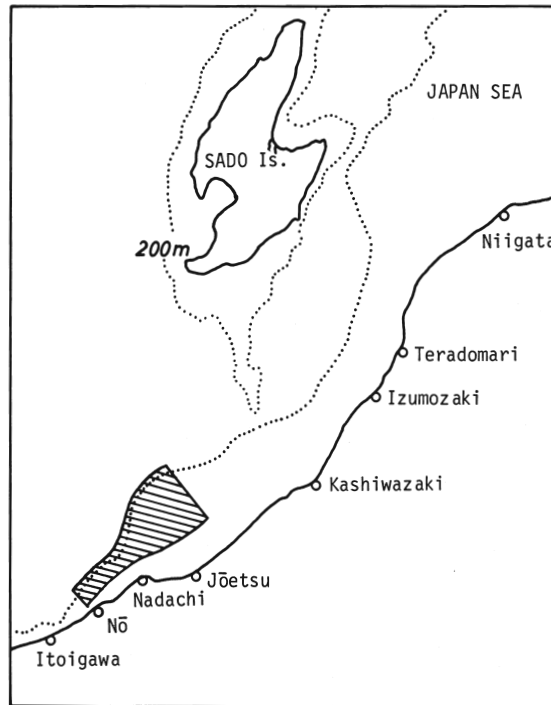 JAPAN SEA
SADO Is.
200m
Niigata
Teradomari
Izumozaki
Kashiwazaki
Jōetsu
Nadachi
Nō
Itoigawa